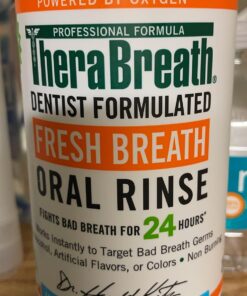 POWERED BY OXYGEN
PROFESSIONAL FORMULA
TheraBreath®
DENTIST FORMULATED
FRESH BREATH
ORAL RINSE
FIGHTS BAD BREATH FOR 24 HOURS*
Works Instantly to Target Bad Breath Germs
Artificial Flavors, or Colors • Non Burning
Dr.